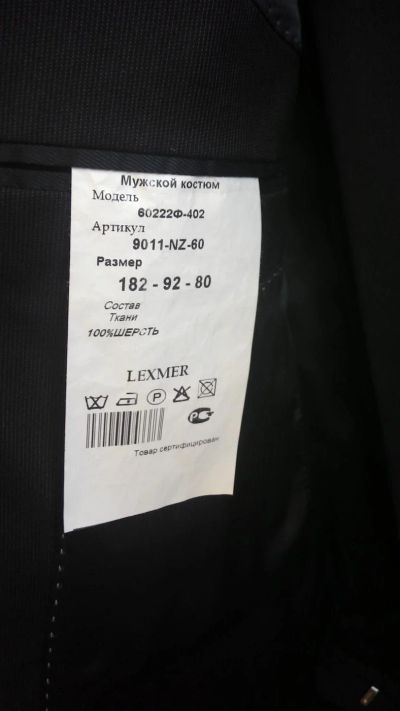 Мужской костюм
Модель
60222Ф-402
Артикул
9011-NZ-60
Размер
182 - 92 - 80
Состав
Ткани
100%ШЕРСТЬ
LEXMER
P
Товар сертифицирован